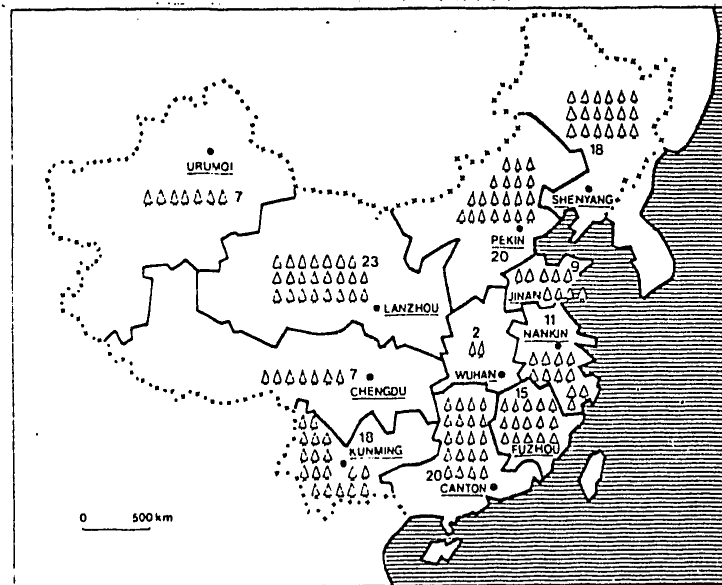 18
URUMQI
7
SHENYANG
PEKIN
20
23
9
JINAN
LANZHOU
11
NANKIN
2
WUHAN
7
CHENGDU
15
FUZHOU
18
KUNMING
20
CANTON
0 500 km